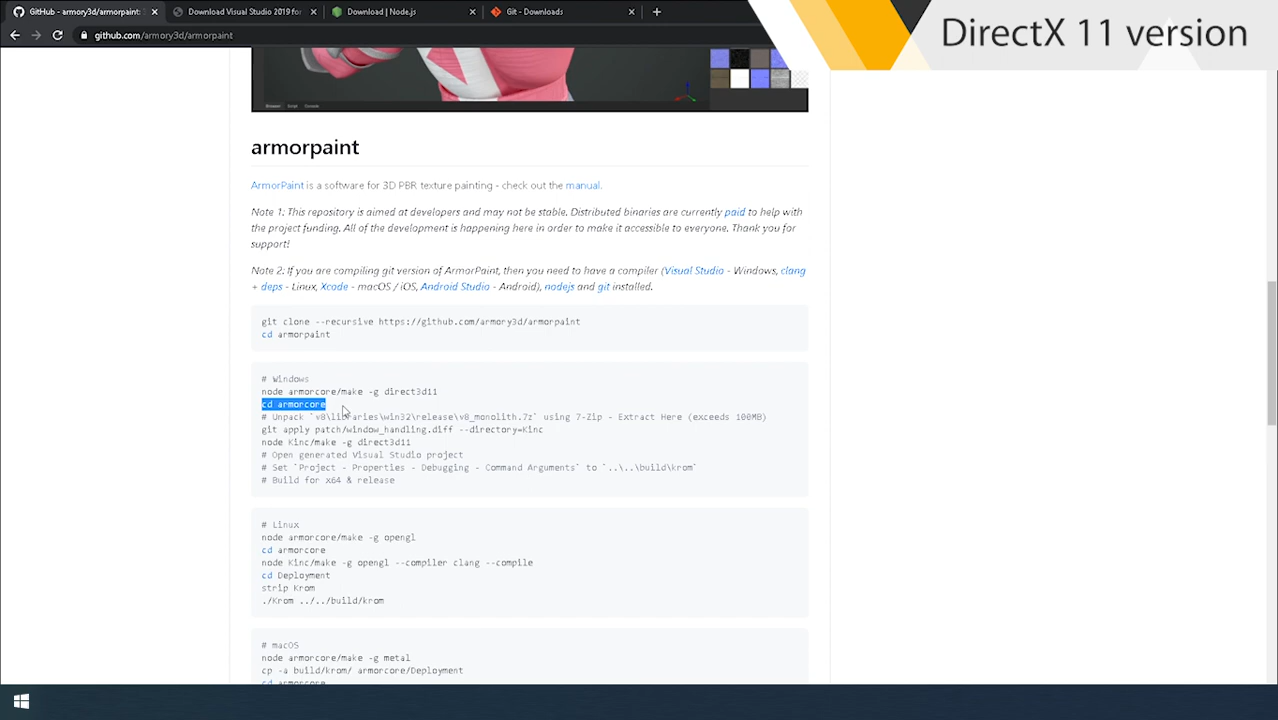 GitHub - armory3d/armorpaint: 3
Download Visual Studio 2019 for
Download | Node.js
Git - Downloads
DirectX 11 version
github.com/armory3d/armorpaint
Browser Script Console
armorpaint
ArmorPaint is a software for 3D PBR texture painting - check out the manual.
Note 1: This repository is aimed at developers and may not be stable. Distributed binaries are currently paid to help with
the project funding. All of the development is happening here in order to make it accessible to everyone. Thank you for
support!
Note 2: If you are compiling git version of ArmorPaint, then you need to have a compiler (Visual Studio - Windows, clang
+ deps - Linux, Xcode - macOS / iOS, Android Studio - Android), nodejs and git installed.
git clone --recursive https://github.com/armory3d/armorpaint
cd armorpaint
# Windows
node armorcore/make -g direct3d11
cd armorcore
# Unpack `v8\libraries\win32\release\v8_monolith.7z` using 7-Zip - Extract Here (exceeds 100MB)
git apply patch/window_handling.diff --directory=Kinc
node Kinc/make -g direct3d11
# Open generated Visual Studio project
# Set `Project - Properties - Debugging - Command Arguments` to `..\..\build\krom`
# Build for x64 & release
# Linux
node armorcore/make -g opengl
cd armorcore
node Kinc/make -g opengl --compiler clang --compile
cd Deployment
strip Krom
./Krom ../../build/krom
# macOS
node armorcore/make -g metal
cp -a build/krom/ armorcore/Deployment
cd armorcore